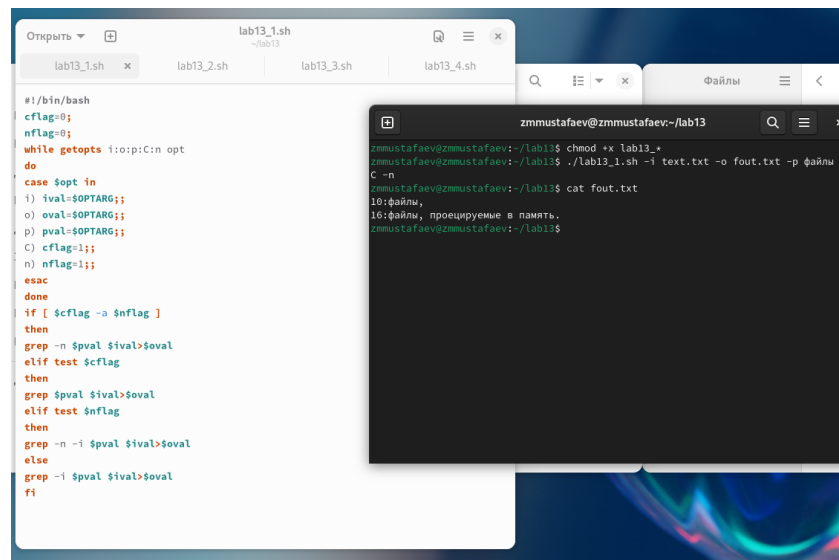 Открыть
lab13_1.sh
~/lab13
lab13_1.sh
lab13_2.sh
lab13_3.sh
lab13_4.sh
#!/bin/bash
cflag=0;
nflag=0;
while getopts i:o:p:C:n opt
do
case $opt in
i) ival=$OPTARG;;
o) oval=$OPTARG;;
p) pval=$OPTARG;;
C) cflag=1;;
n) nflag=1;;
esac
done
if [ $cflag -a $nflag ]
then
grep -n $pval $ival>$oval
elif test $cflag
then
grep $pval $ival>$oval
elif test $nflag
then
grep -n -i $pval $ival>$oval
else
grep -i $pval $ival>$oval
fi
Файлы
zmmustafaev@zmmustafaev:~/lab13
zmmustafaev@zmmustafaev:~/lab13$ chmod +x lab13_*
zmmustafaev@zmmustafaev:~/lab13$ ./lab13_1.sh -i text.txt -o fout.txt -p файлы
C -n
zmmustafaev@zmmustafaev:~/lab13$ cat fout.txt
10:файлы,
16:файлы, проецируемые в память.
zmmustafaev@zmmustafaev:~/lab13$